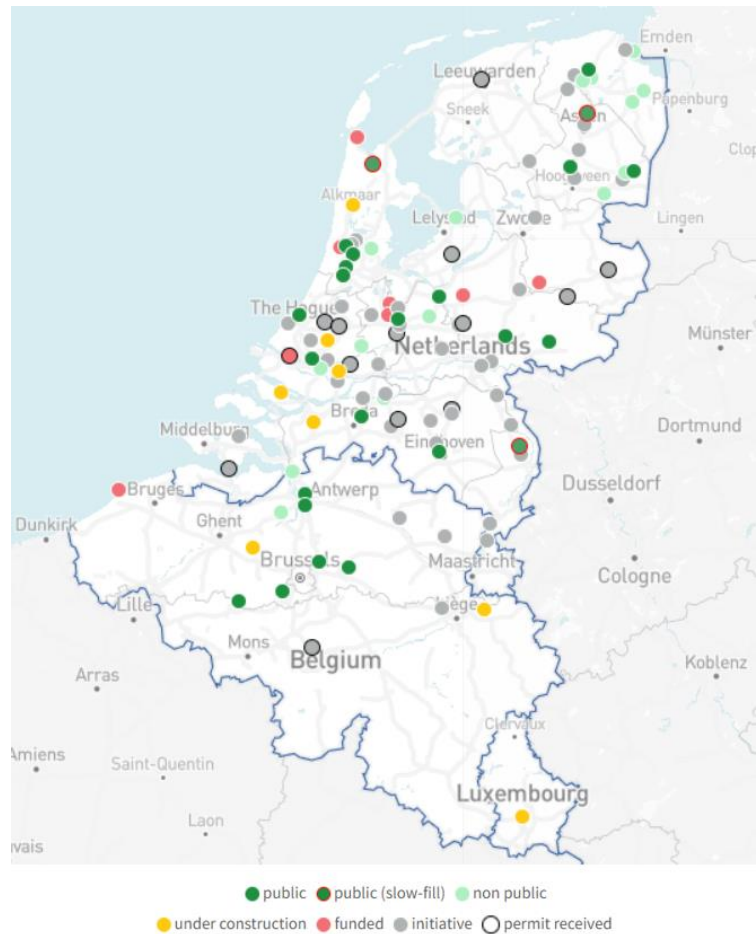 Emden
Leeuwarden
Sneek
Papenburg
Hoogeveen
Alkmaar
Lelystad
Zwolle
Lingen
The Hague
Netherlands
Münster
Middelburg
Breda
Eindhoven
Dortmund
Bruges
Antwerp
Dusseldorf
Dunkirk
Ghent
Brussels
Maastricht
Cologne
Lille
Liège
Mons
Belgium
Koblenz
Arras
Clervaux
Amiens
Saint-Quentin
Luxembourg
Laon
vais
public public (slow-fill) non public
under construction funded initiative permit received